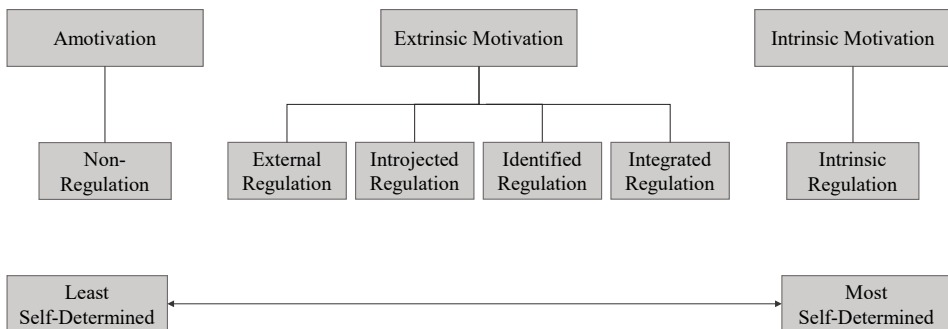 Amotivation
Extrinsic Motivation
Intrinsic Motivation
Non-
Regulation
External
Regulation
Introjected
Regulation
Identified
Regulation
Integrated
Regulation
Intrinsic
Regulation
Least
Self-Determined
Most
Self-Determined